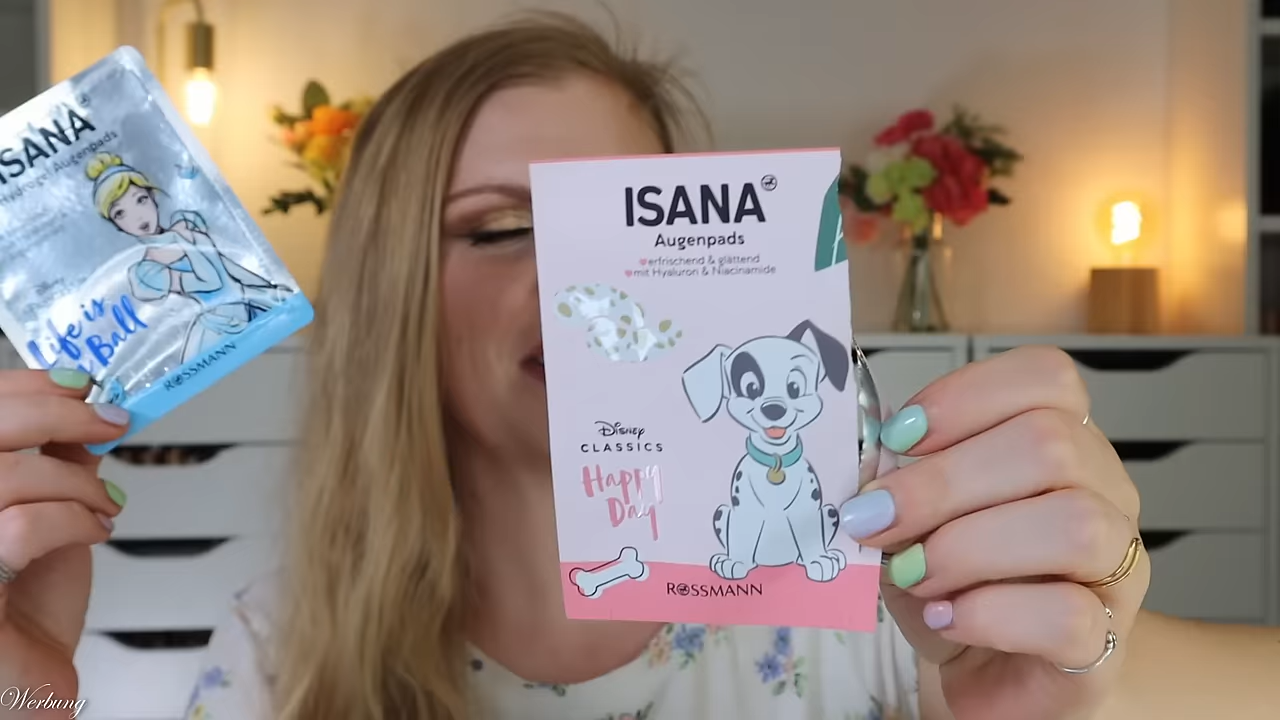 ISANA
Hydrogel Augenpads
Life is
Ball
ROSSMANN
ISANA
Augenpads
erfrischend & glättend
mit Hyaluron & Niacinamide
Disney
CLASSICS
Happy
Day
ROSSMANN
Werbung